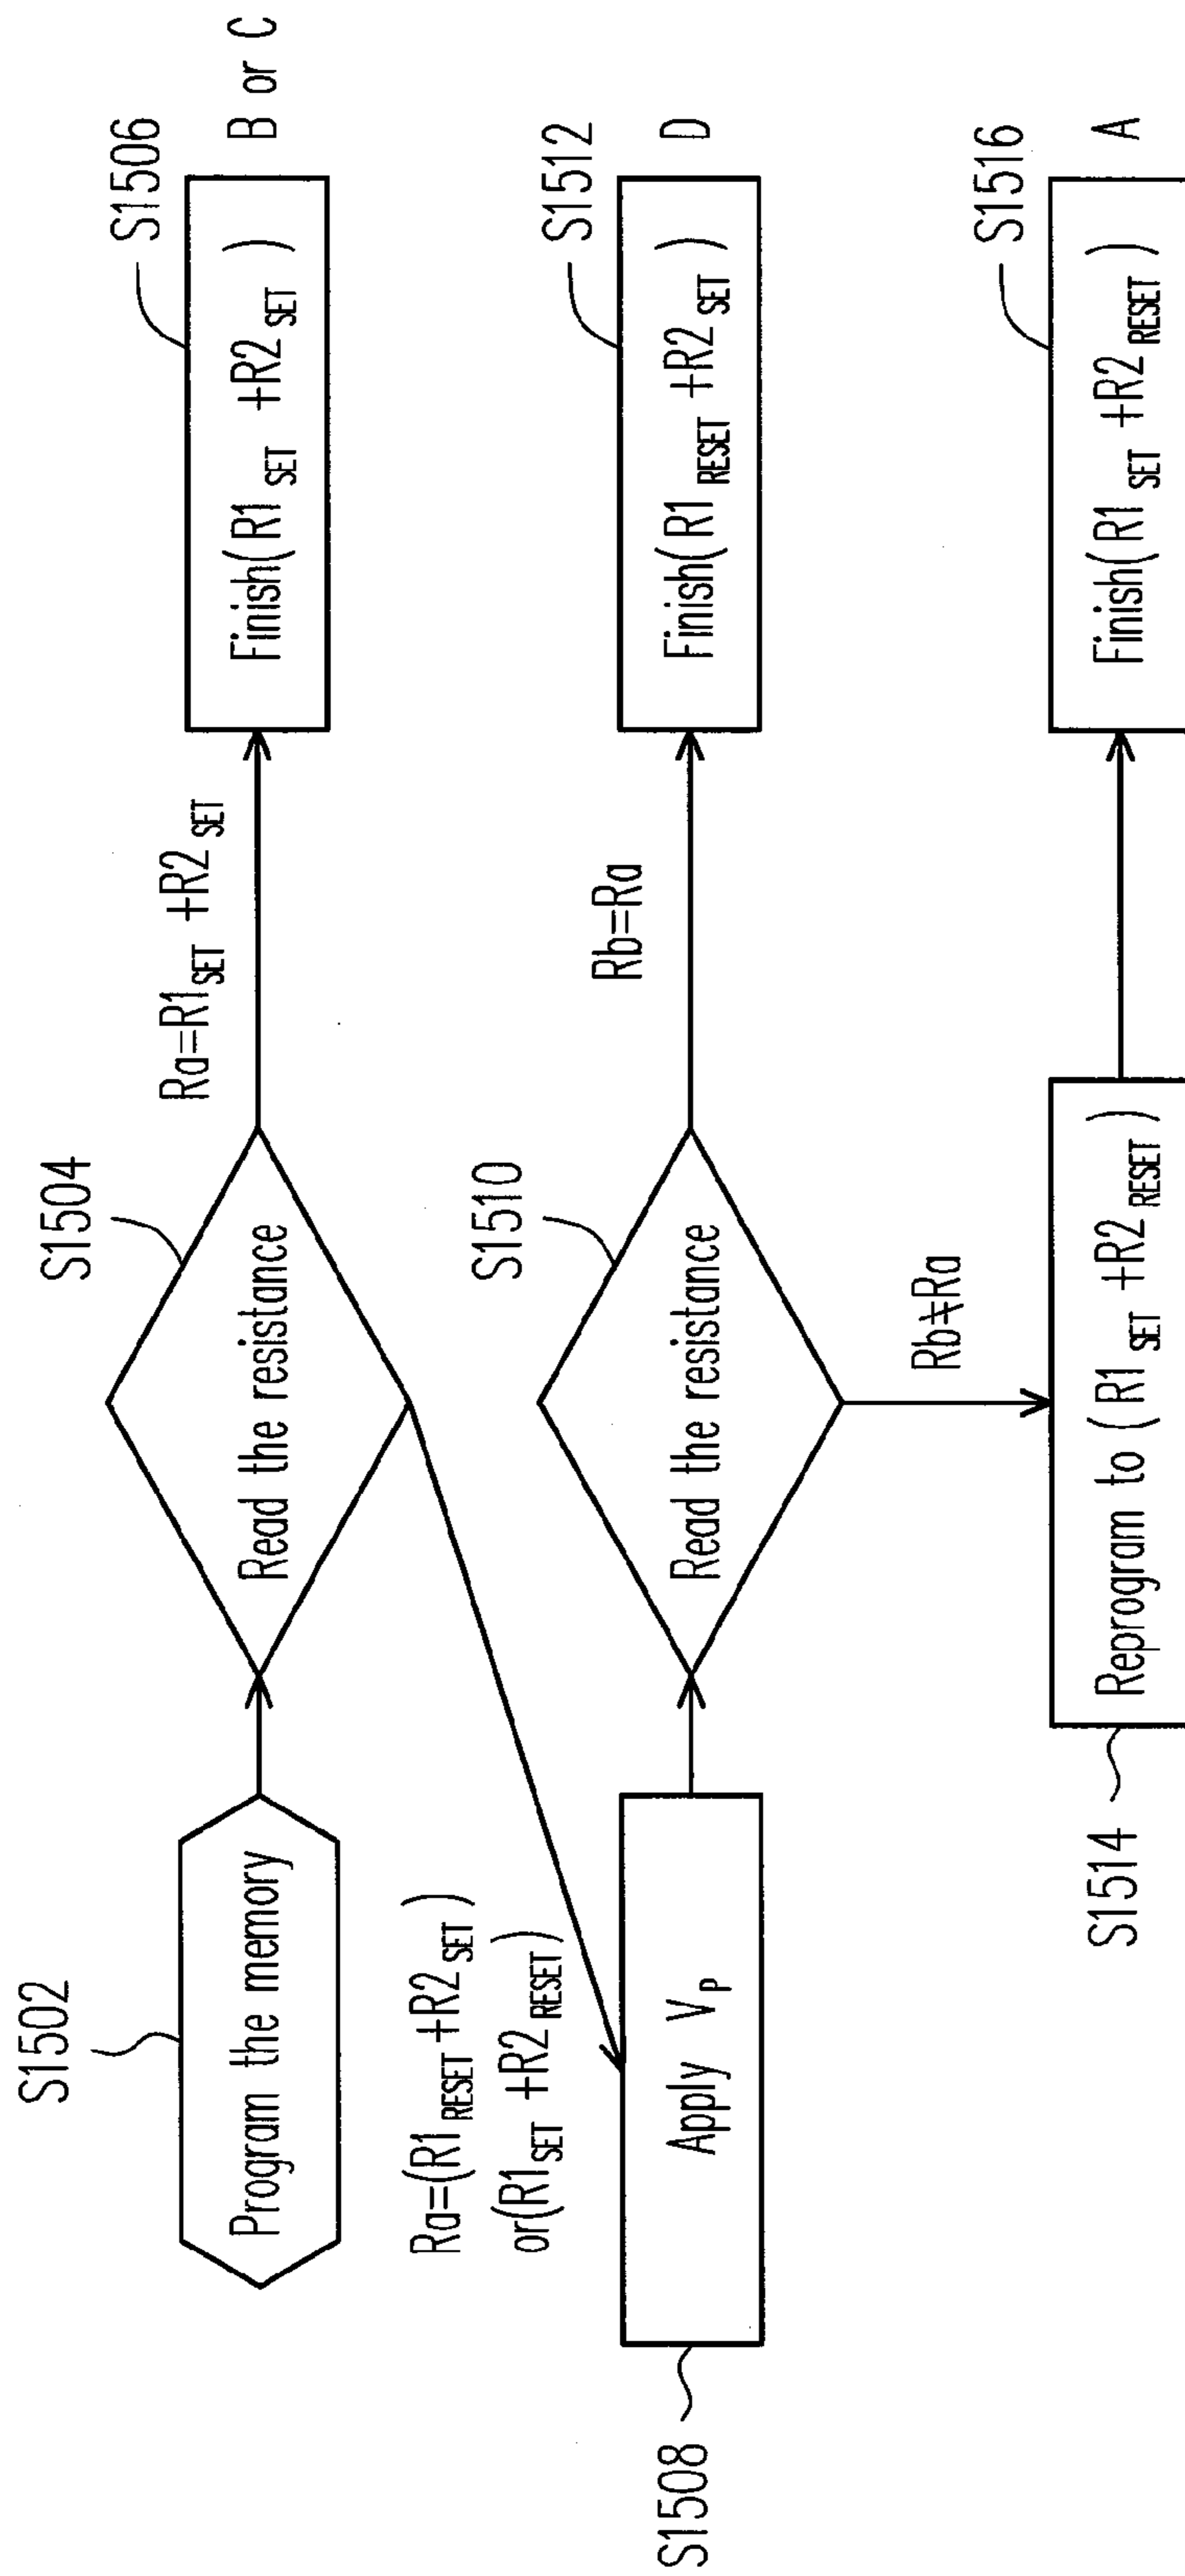 S1502
Program the memory
S1504
Read the resistance
Ra=R1SET +R2SET
S1506
Finish(R1SET +R2SET)
B or C
Ra=(R1RESET+R2SET)
or(R1SET +R2RESET)
S1508
Apply VP
S1510
Read the resistance
Rb=Ra
S1512
Finish(R1RESET +R2SET)
D
Rb≠Ra
S1514
Reprogram to (R1SET +R2RESET)
S1516
Finish(R1SET +R2RESET)
A